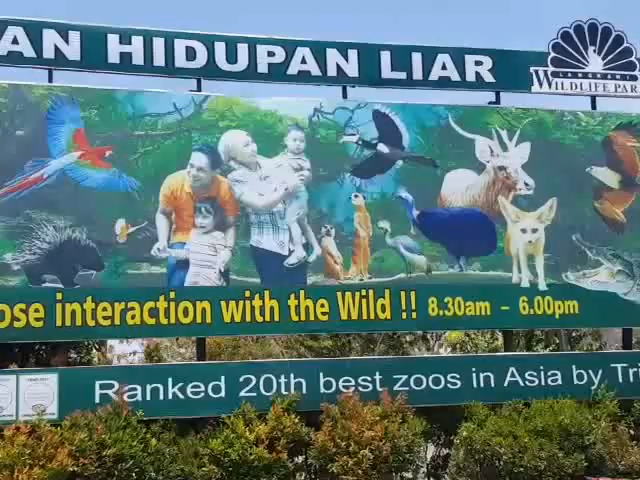 AN HIDUPAN LIAR
LANGKAWI
WILDLIFE PAR
ose interaction with the Wild !! 8.30am – 6.00pm
Ranked 20th best zoos in Asia by Tri